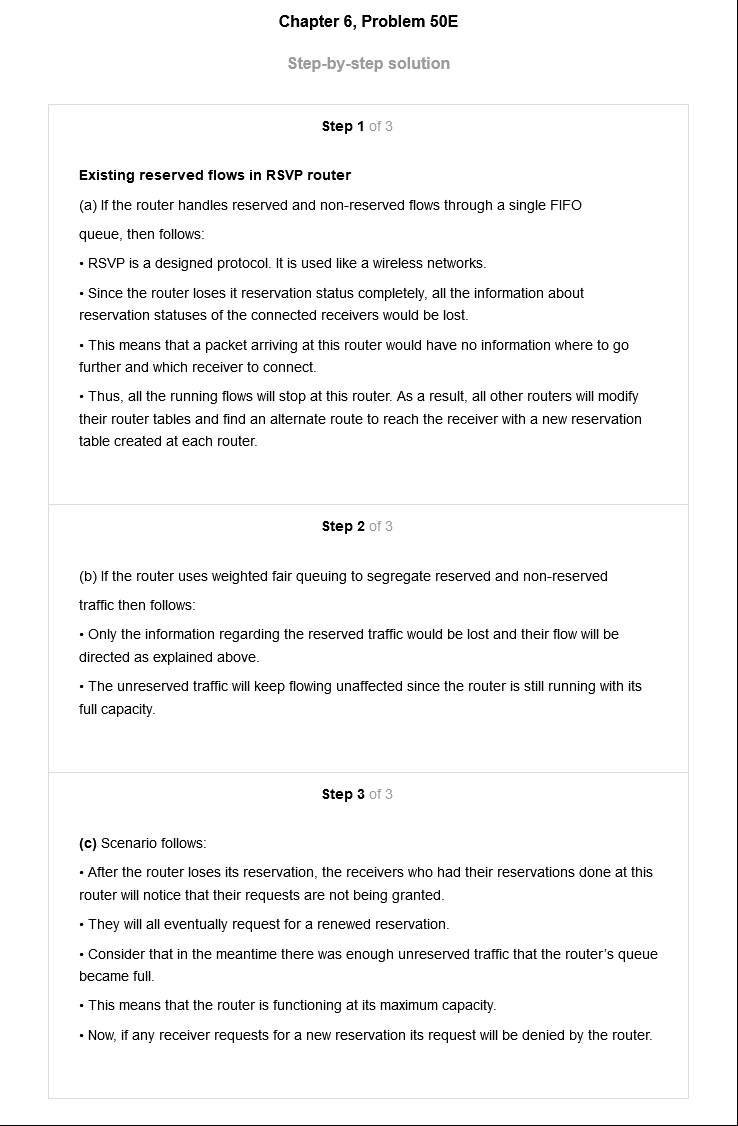 Chapter 6, Problem 50E
Step-by-step solution
Step 1 of 3
Existing reserved flows in RSVP router
(a) If the router handles reserved and non-reserved flows through a single FIFO
queue, then follows:
• RSVP is a designed protocol. It is used like a wireless networks.
• Since the router loses it reservation status completely, all the information about
reservation statuses of the connected receivers would be lost.
• This means that a packet arriving at this router would have no information where to go
further and which receiver to connect.
• Thus, all the running flows will stop at this router. As a result, all other routers will modify
their router tables and find an alternate route to reach the receiver with a new reservation
table created at each router.
Step 2 of 3
(b) If the router uses weighted fair queuing to segregate reserved and non-reserved
traffic then follows:
• Only the information regarding the reserved traffic would be lost and their flow will be
directed as explained above.
• The unreserved traffic will keep flowing unaffected since the router is still running with its
full capacity.
Step 3 of 3
(c) Scenario follows:
• After the router loses its reservation, the receivers who had their reservations done at this
router will notice that their requests are not being granted.
• They will all eventually request for a renewed reservation.
• Consider that in the meantime there was enough unreserved traffic that the router’s queue
became full.
• This means that the router is functioning at its maximum capacity.
• Now, if any receiver requests for a new reservation its request will be denied by the router.